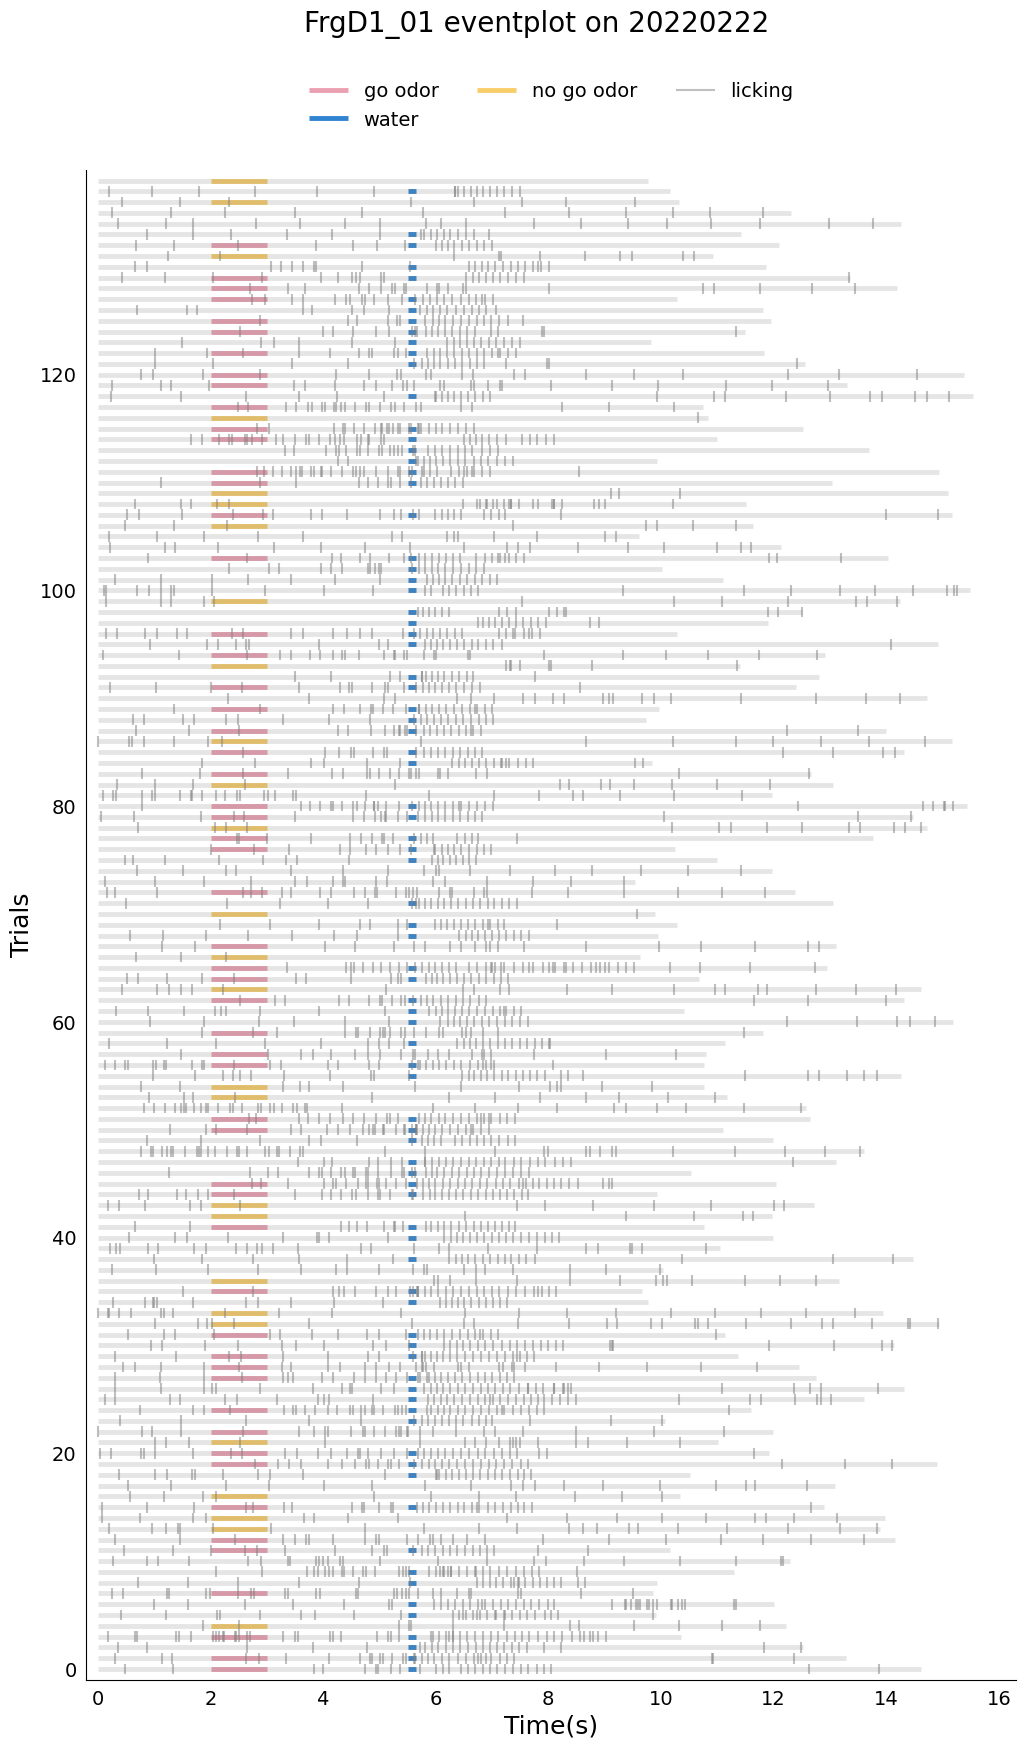 FrgD1_01 eventplot on 20220222
go odor
no go odor
licking
water
120
100
80
60
40
20
0
Trials
0 2 4 6 8 10 12 14 16
Time(s)